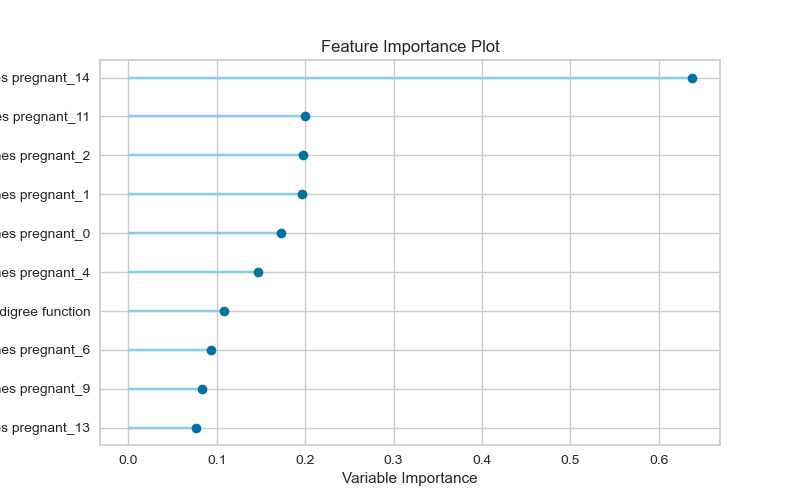 Feature Importance Plot
es pregnant_14
es pregnant_11
nes pregnant_2
nes pregnant_1
nes pregnant_0
nes pregnant_4
digree function
nes pregnant_6
nes pregnant_9
es pregnant_13
0.0 0.1 0.2 0.3 0.4 0.5 0.6
Variable Importance